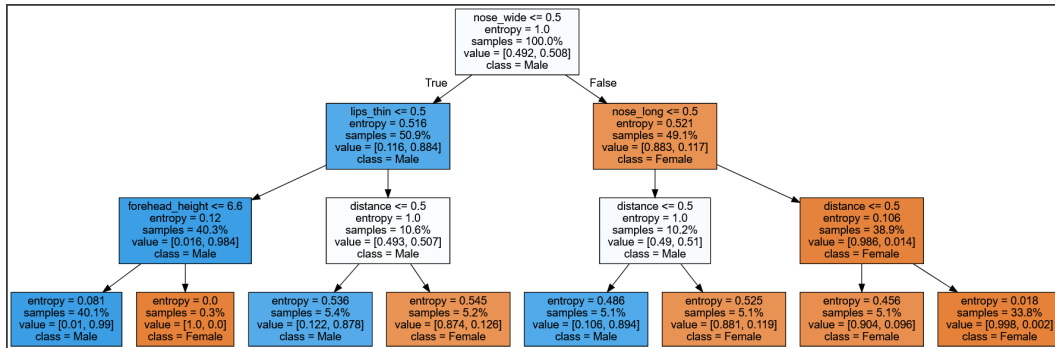 nose_wide <= 0.5
entropy = 1.0
samples = 100.0%
value = [0.492, 0.508]
class = Male
True
False
lips_thin <= 0.5
entropy = 0.516
samples = 50.9%
value = [0.116, 0.884]
class = Male
nose_long <= 0.5
entropy = 0.521
samples = 49.1%
value = [0.883, 0.117]
class = Female
forehead_height <= 6.6
entropy = 0.12
samples = 40.3%
value = [0.016, 0.984]
class = Male
distance <= 0.5
entropy = 1.0
samples = 10.6%
value = [0.493, 0.507]
class = Male
distance <= 0.5
entropy = 1.0
samples = 10.2%
value = [0.49, 0.51]
class = Male
distance <= 0.5
entropy = 0.106
samples = 38.9%
value = [0.986, 0.014]
class = Female
entropy = 0.081
samples = 40.1%
value = [0.01, 0.99]
class = Male
entropy = 0.0
samples = 0.3%
value = [1.0, 0.0]
class = Female
entropy = 0.536
samples = 5.4%
value = [0.122, 0.878]
class = Male
entropy = 0.545
samples = 5.2%
value = [0.874, 0.126]
class = Female
entropy = 0.486
samples = 5.1%
value = [0.106, 0.894]
class = Male
entropy = 0.525
samples = 5.1%
value = [0.881, 0.119]
class = Female
entropy = 0.456
samples = 5.1%
value = [0.904, 0.096]
class = Female
entropy = 0.018
samples = 33.8%
value = [0.998, 0.002]
class = Female